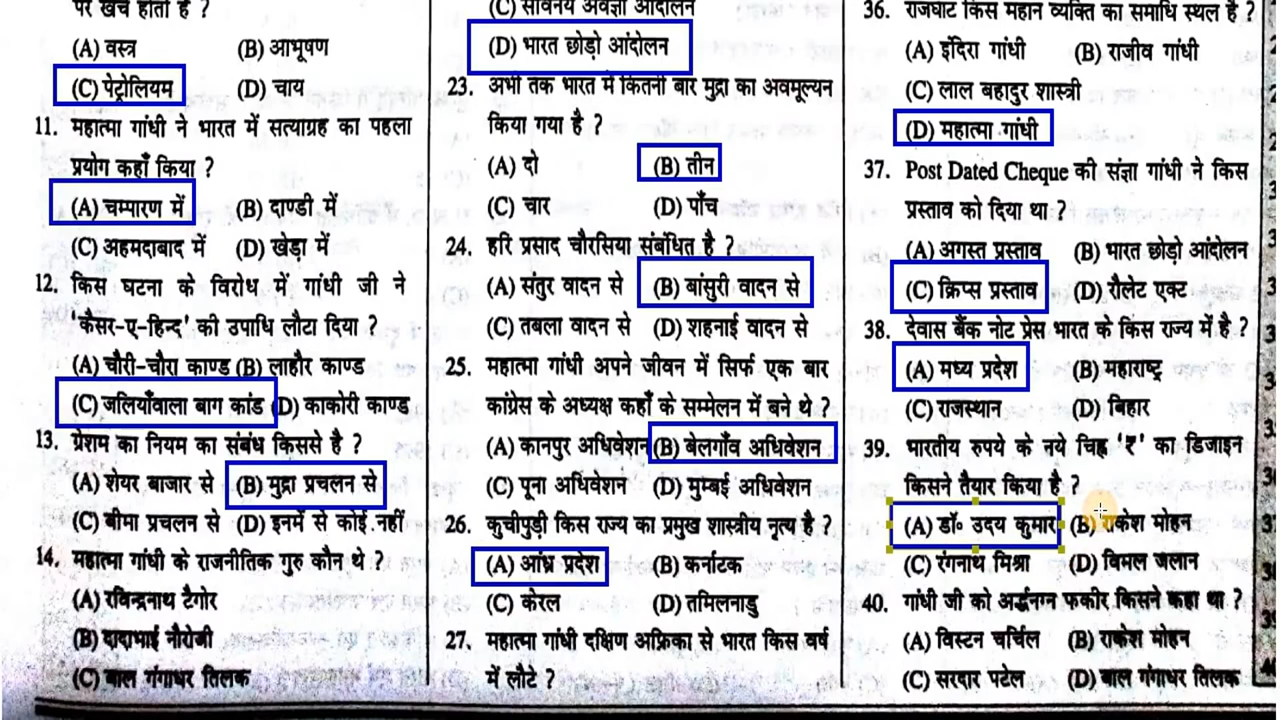 पर खर्च होता है ?
(A) वस्त्र (B) आभूषण
(C) पेट्रोलियम (D) चाय
11. महात्मा गांधी ने भारत में सत्याग्रह का पहला
प्रयोग कहाँ किया ?
(A) चम्पारण में (B) दाण्डी में
(C) अहमदाबाद में (D) खेड़ा में
12. किस घटना के विरोध में गांधी जी ने
'कैसर-ए-हिन्द' की उपाधि लौटा दिया ?
(A) चौरी-चौरा काण्ड (B) लाहौर काण्ड
(C) जलियाँवाला बाग कांड (D) काकोरी काण्ड
13. ग्रेशम का नियम का संबंध किससे है ?
(A) शेयर बाजार से (B) मुद्रा प्रचलन से
(C) बीमा प्रचलन से (D) इनमें से कोई नहीं
14. महात्मा गांधी के राजनीतिक गुरु कौन थे ?
(A) रविन्द्रनाथ टैगोर
(B) दादाभाई नौरोजी
(C) बाल गंगाधर तिलक
(C) सविनय अवज्ञा आंदोलन
(D) भारत छोड़ो आंदोलन
23. अभी तक भारत में कितनी बार मुद्रा का अवमूल्यन
किया गया है ?
(A) दो (B) तीन
(C) चार (D) पाँच
24. हरि प्रसाद चौरसिया संबंधित है ?
(A) संतुर वादन से (B) बांसुरी वादन से
(C) तबला वादन से (D) शहनाई वादन से
25. महात्मा गांधी अपने जीवन में सिर्फ एक बार
कांग्रेस के अध्यक्ष कहाँ के सम्मेलन में बने थे ?
(A) कानपुर अधिवेशन (B) बेलगाँव अधिवेशन
(C) पूना अधिवेशन (D) मुम्बई अधिवेशन
26. कुचीपुड़ी किस राज्य का प्रमुख शास्त्रीय नृत्य है ?
(A) आंध्र प्रदेश (B) कर्नाटक
(C) केरल (D) तमिलनाडु
27. महात्मा गांधी दक्षिण अफ्रिका से भारत किस वर्ष
में लौटे ?
36. राजघाट किस महान व्यक्ति का समाधि स्थल है ?
(A) इंदिरा गांधी (B) राजीव गांधी
(C) लाल बहादुर शास्त्री
(D) महात्मा गांधी
37. Post Dated Cheque की संज्ञा गांधी ने किस
प्रस्ताव को दिया था ?
(A) अगस्त प्रस्ताव (B) भारत छोड़ो आंदोलन
(C) क्रिप्स प्रस्ताव (D) रौलेट एक्ट
38. देवास बैंक नोट प्रेस भारत के किस राज्य में है ?
(A) मध्य प्रदेश (B) महाराष्ट्र
(C) राजस्थान (D) बिहार
39. भारतीय रुपये के नये चिह्न '₹' का डिजाइन
किसने तैयार किया है
(A) डॉ॰ उदय कुमार (B) राकेश मोहन
(C) रंगनाथ मिश्रा (D) विमल जलान
40. गांधी जी को अर्द्धनग्न फकीर किसने कहा था ?
(A) विस्टन चर्चिल (B) राकेश मोहन
(C) सरदार पटेल (D) बाल गंगाधर तिलक